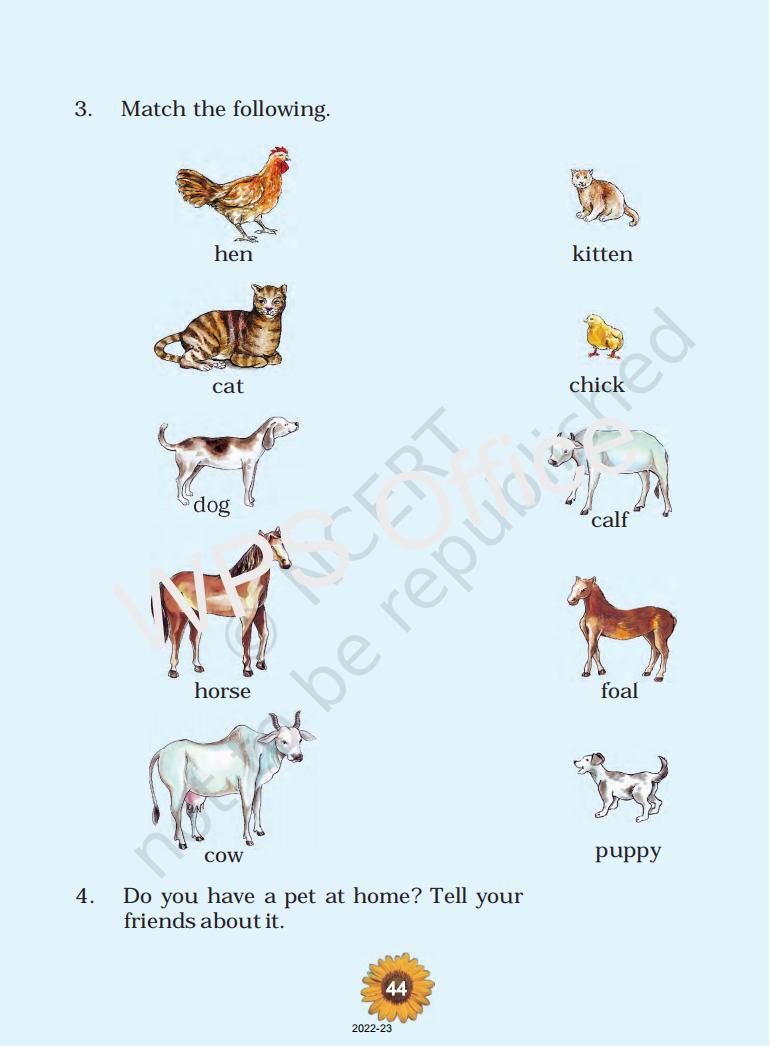 3. Match the following.
hen
kitten
cat
chick
dog
calf
horse
foal
cow
puppy
4. Do you have a pet at home? Tell your
friends about it.
44
2022-23
© NCERT
not to be republished
WPS Office